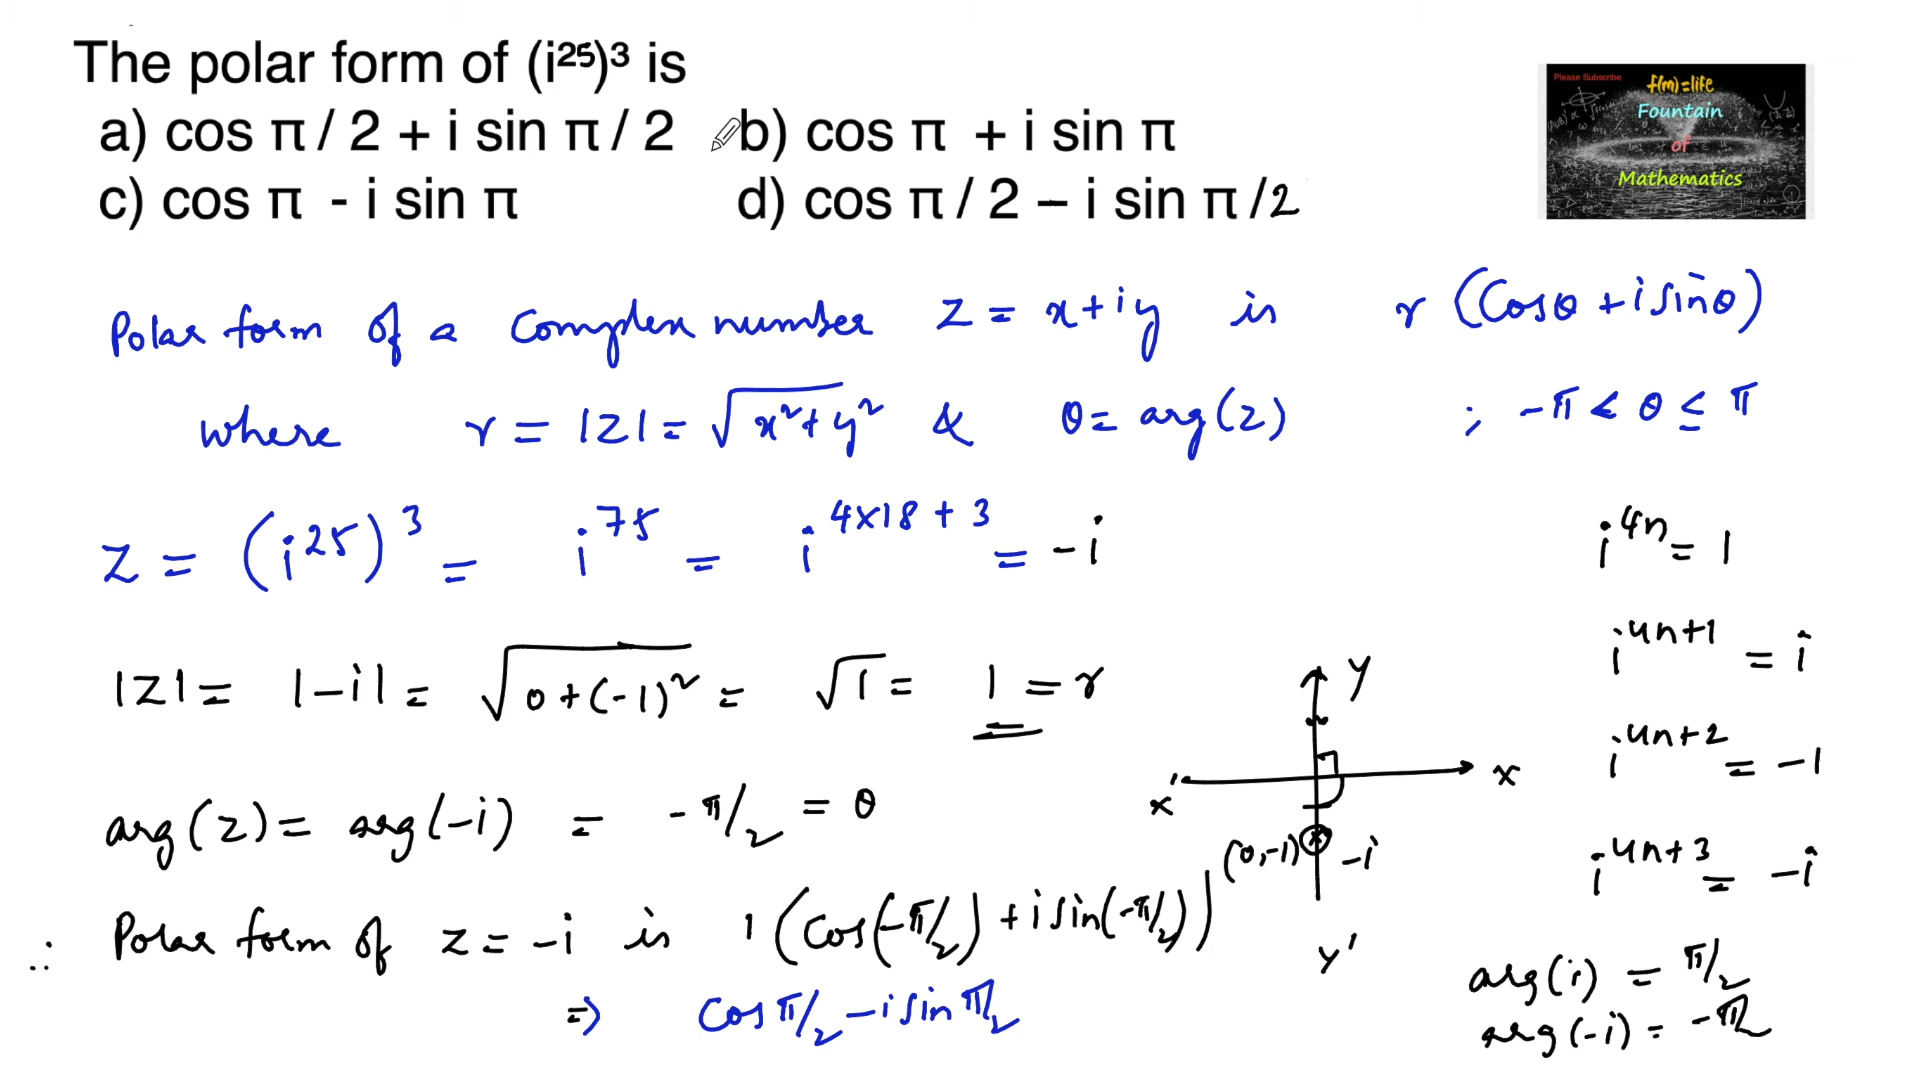 The polar form of (i²⁵)³ is
a) cos π / 2 + i sin π / 2 b) cos π + i sin π
c) cos π - i sin π d) cos π / 2 – i sin π /2
Please Subscribe
f(m)=life
Fountain
of
Mathematics
Polar form of a complex number z = x+iy is r (Cosθ + i sinθ)
where r = |z| = √(x²+y²) & θ = arg(z) ; -π < θ ≤ π
z = (i²⁵)³ = i⁷⁵ = i⁴ˣ¹⁸⁺³ = -i
i⁴ⁿ = 1
i⁴ⁿ⁺¹ = i
i⁴ⁿ⁺² = -1
i⁴ⁿ⁺³ = -i
|z| = |-i| = √(0+(-1)²) = √1 = 1 = r
y
x' x
(0,-1) -i
y'
arg(z) = arg(-i) = -π/2 = θ
∴ Polar form of z = -i is 1 (cos(-π/2) + i sin(-π/2))
⇒ cos π/2 - i sin π/2
arg(i) = π/2
arg(-i) = -π/2